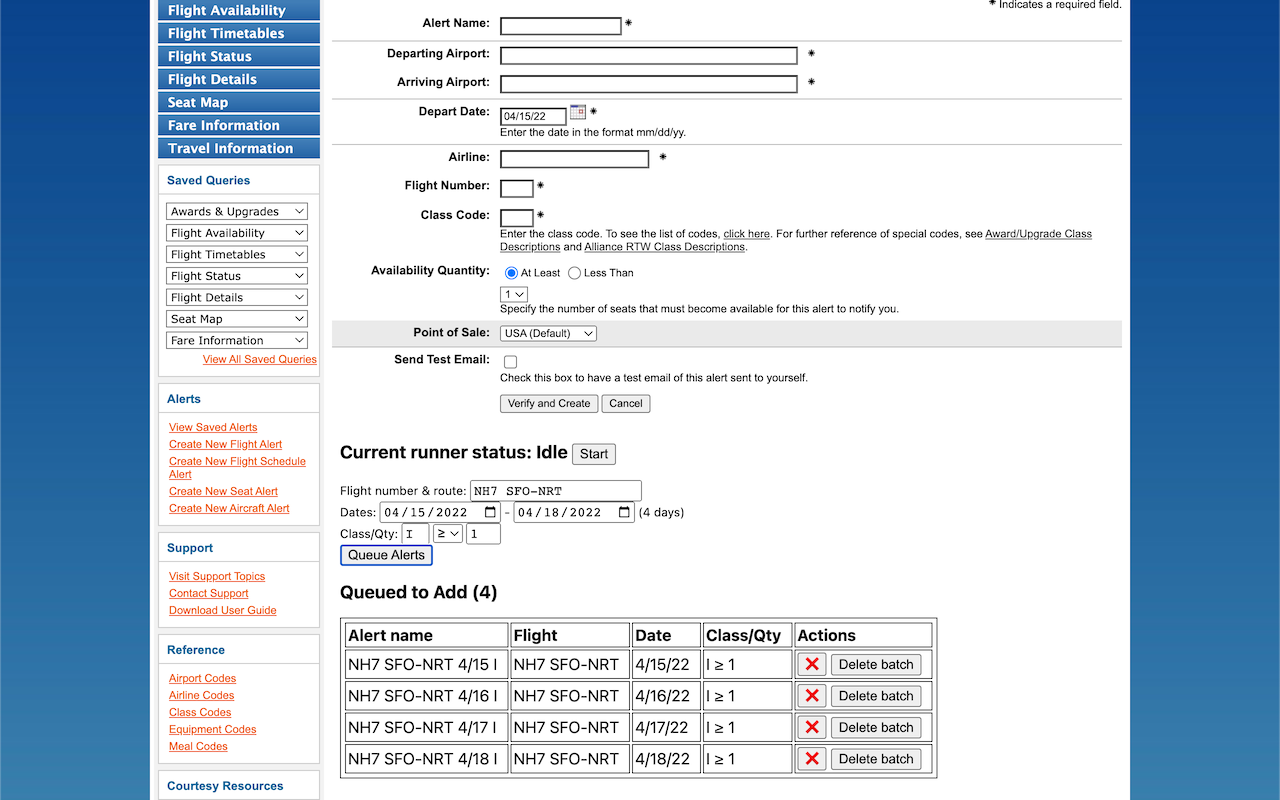 Flight Availability
Flight Timetables
Flight Status
Flight Details
Seat Map
Fare Information
Travel Information
Saved Queries
Awards & Upgrades
Flight Availability
Flight Timetables
Flight Status
Flight Details
Seat Map
Fare Information
View All Saved Queries
Alerts
View Saved Alerts
Create New Flight Alert
Create New Flight Schedule
Alert
Create New Seat Alert
Create New Aircraft Alert
Support
Visit Support Topics
Contact Support
Download User Guide
Reference
Airport Codes
Airline Codes
Class Codes
Equipment Codes
Meal Codes
Courtesy Resources
* Indicates a required field.
Alert Name: *
Departing Airport: *
Arriving Airport: *
Depart Date: 04/15/22 *
Enter the date in the format mm/dd/yy.
Airline: *
Flight Number: *
Class Code: *
Enter the class code. To see the list of codes, click here. For further reference of special codes, see Award/Upgrade Class
Descriptions and Alliance RTW Class Descriptions.
Availability Quantity: At Least Less Than
1
Specify the number of seats that must become available for this alert to notify you.
Point of Sale: USA (Default)
Send Test Email:
Check this box to have a test email of this alert sent to yourself.
Verify and Create Cancel
Current runner status: Idle Start
Flight number & route: NH7 SFO-NRT
Dates: 04/15/2022 - 04/18/2022 (4 days)
Class/Qty: I ≥ 1
Queue Alerts
Queued to Add (4)
Alert name Flight Date Class/Qty Actions
NH7 SFO-NRT 4/15 I NH7 SFO-NRT 4/15/22 I ≥ 1 ❌ Delete batch
NH7 SFO-NRT 4/16 I NH7 SFO-NRT 4/16/22 I ≥ 1 ❌ Delete batch
NH7 SFO-NRT 4/17 I NH7 SFO-NRT 4/17/22 I ≥ 1 ❌ Delete batch
NH7 SFO-NRT 4/18 I NH7 SFO-NRT 4/18/22 I ≥ 1 ❌ Delete batch